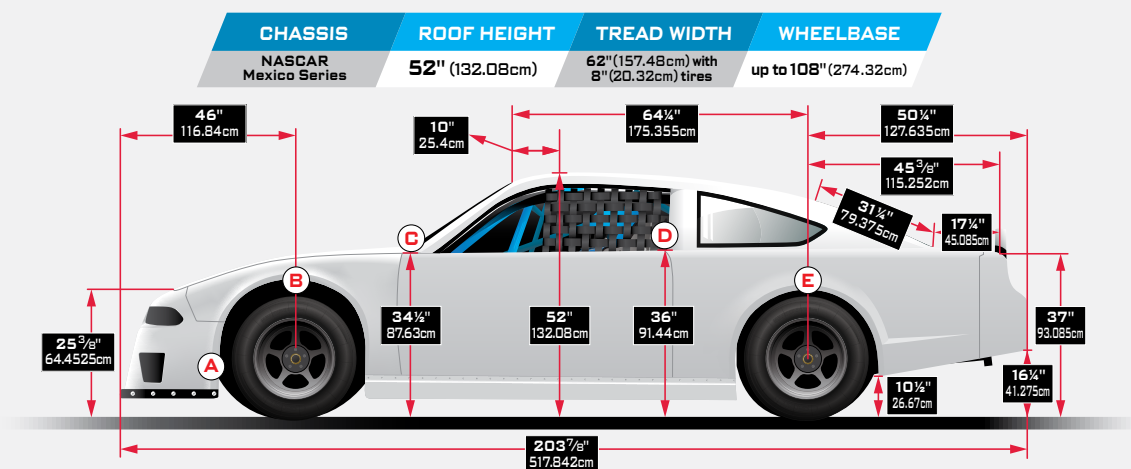 CHASSIS
ROOF HEIGHT
TREAD WIDTH
WHEELBASE
NASCAR
Mexico Series
52" (132.08cm)
62"(157.48cm) with
8"(20.32cm) tires
up to 108" (274.32cm)
46"
116.84cm
10"
25.4cm
64¼"
175.355cm
50¼"
127.635cm
45³/₈"
115.252cm
31¼"
79.375cm
17¼"
45.085cm
C
D
B
E
A
25³/₈"
64.4525cm
34½"
87.63cm
52"
132.08cm
36"
91.44cm
37"
93.085cm
10½"
26.67cm
16¼"
41.275cm
203⁷/₈"
517.842cm